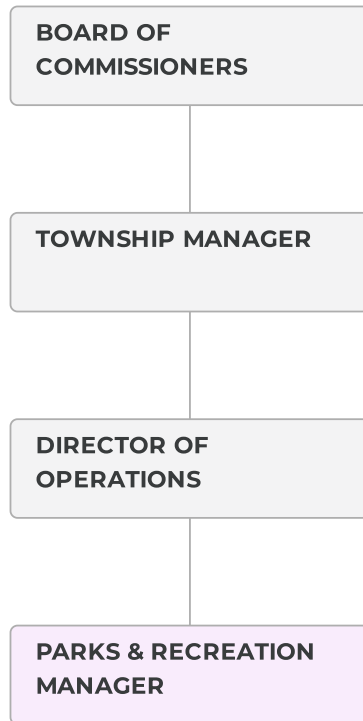 BOARD OF
COMMISSIONERS
TOWNSHIP MANAGER
DIRECTOR OF
OPERATIONS
PARKS & RECREATION
MANAGER